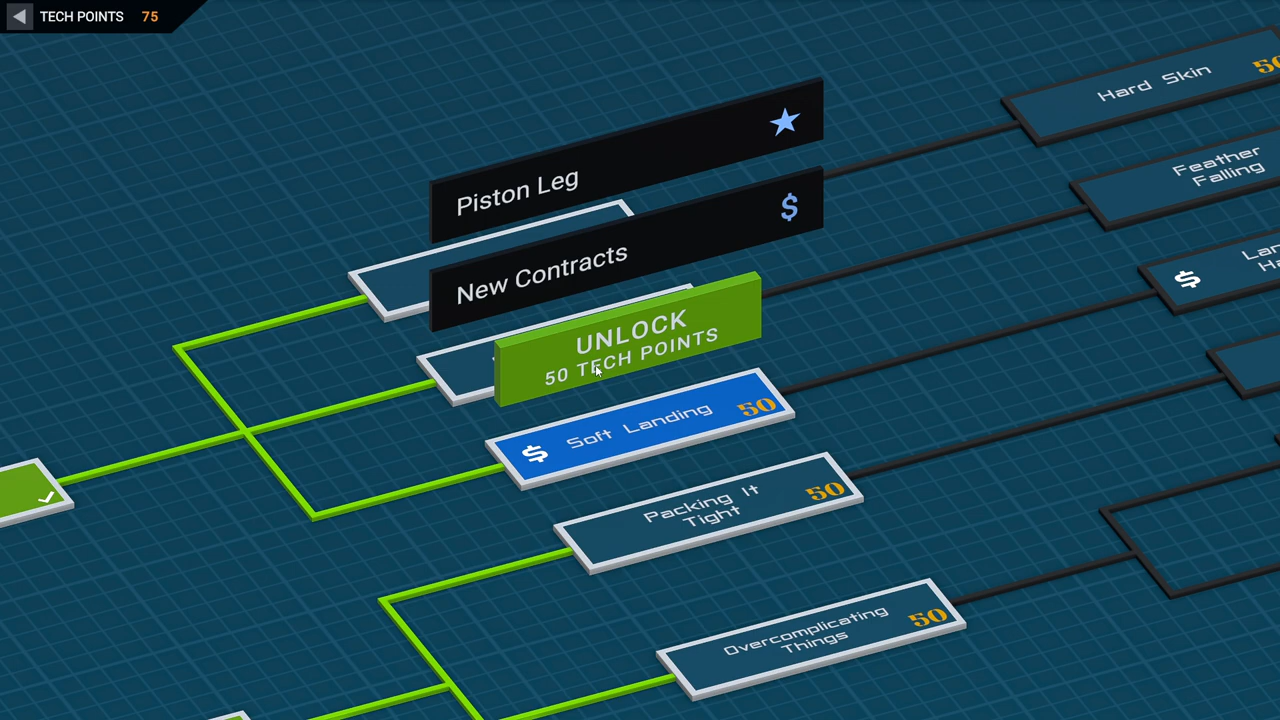 TECH POINTS 75
Hard Skin
Piston Leg
Feather
Falling
New Contracts
$
UNLOCK
50 TECH POINTS
$
$ Soft Landing 50
Packing It
Tight
50
Overcomplicating
Things
50